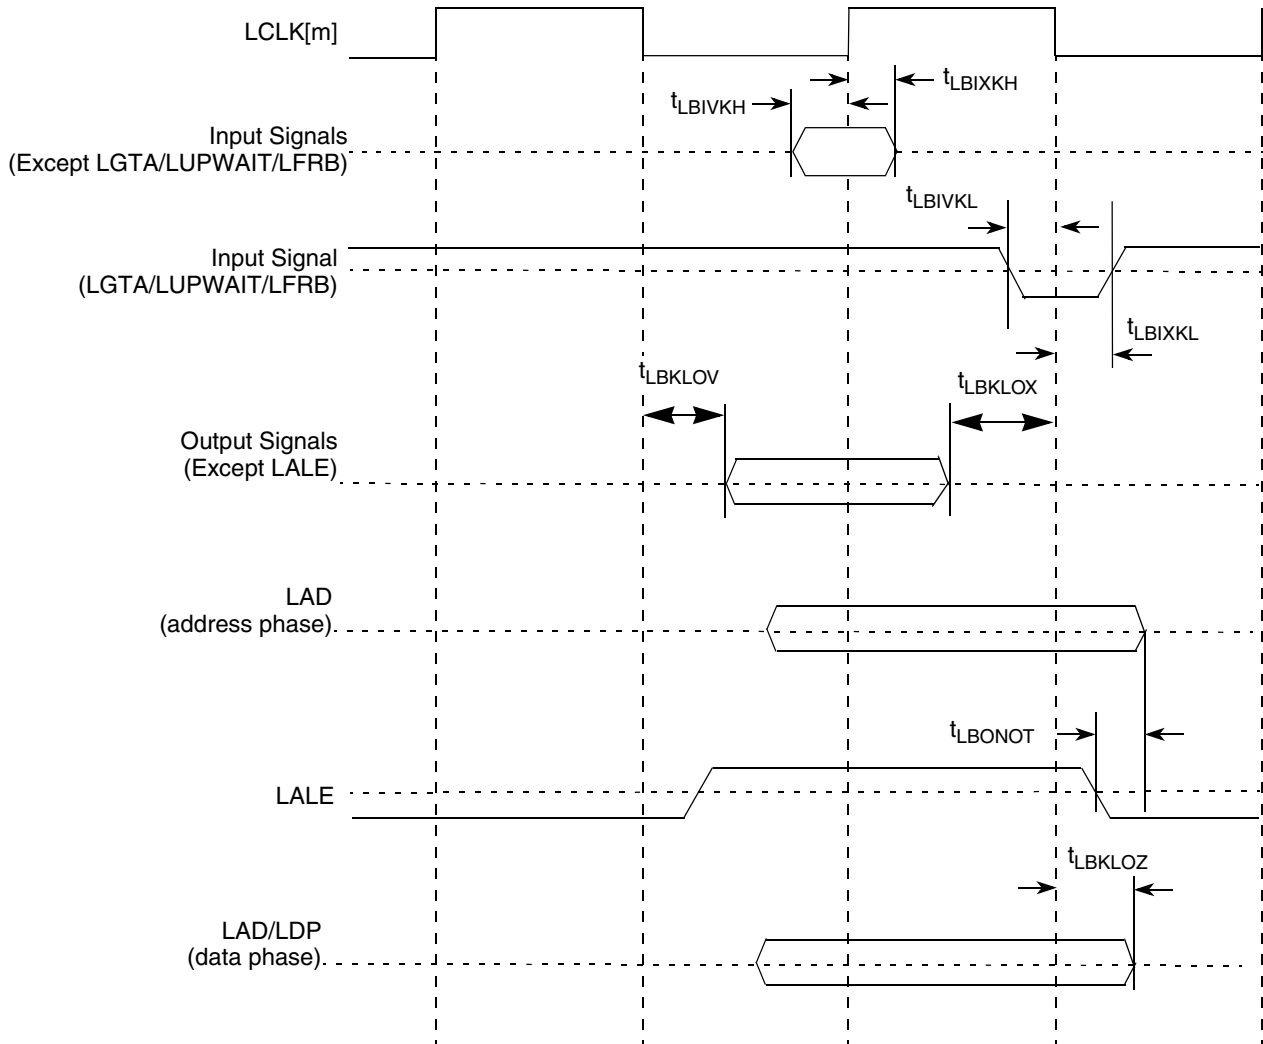 LCLK[m]
tLBIXKH
tLBIVKH
Input Signals
(Except LGTA/LUPWAIT/LFRB)
tLBIVKL
Input Signal
(LGTA/LUPWAIT/LFRB)
tLBIXKL
tLBKLOV
tLBKLOX
Output Signals
(Except LALE)
LAD
(address phase)
tLBONOT
LALE
tLBKLOZ
LAD/LDP
(data phase)